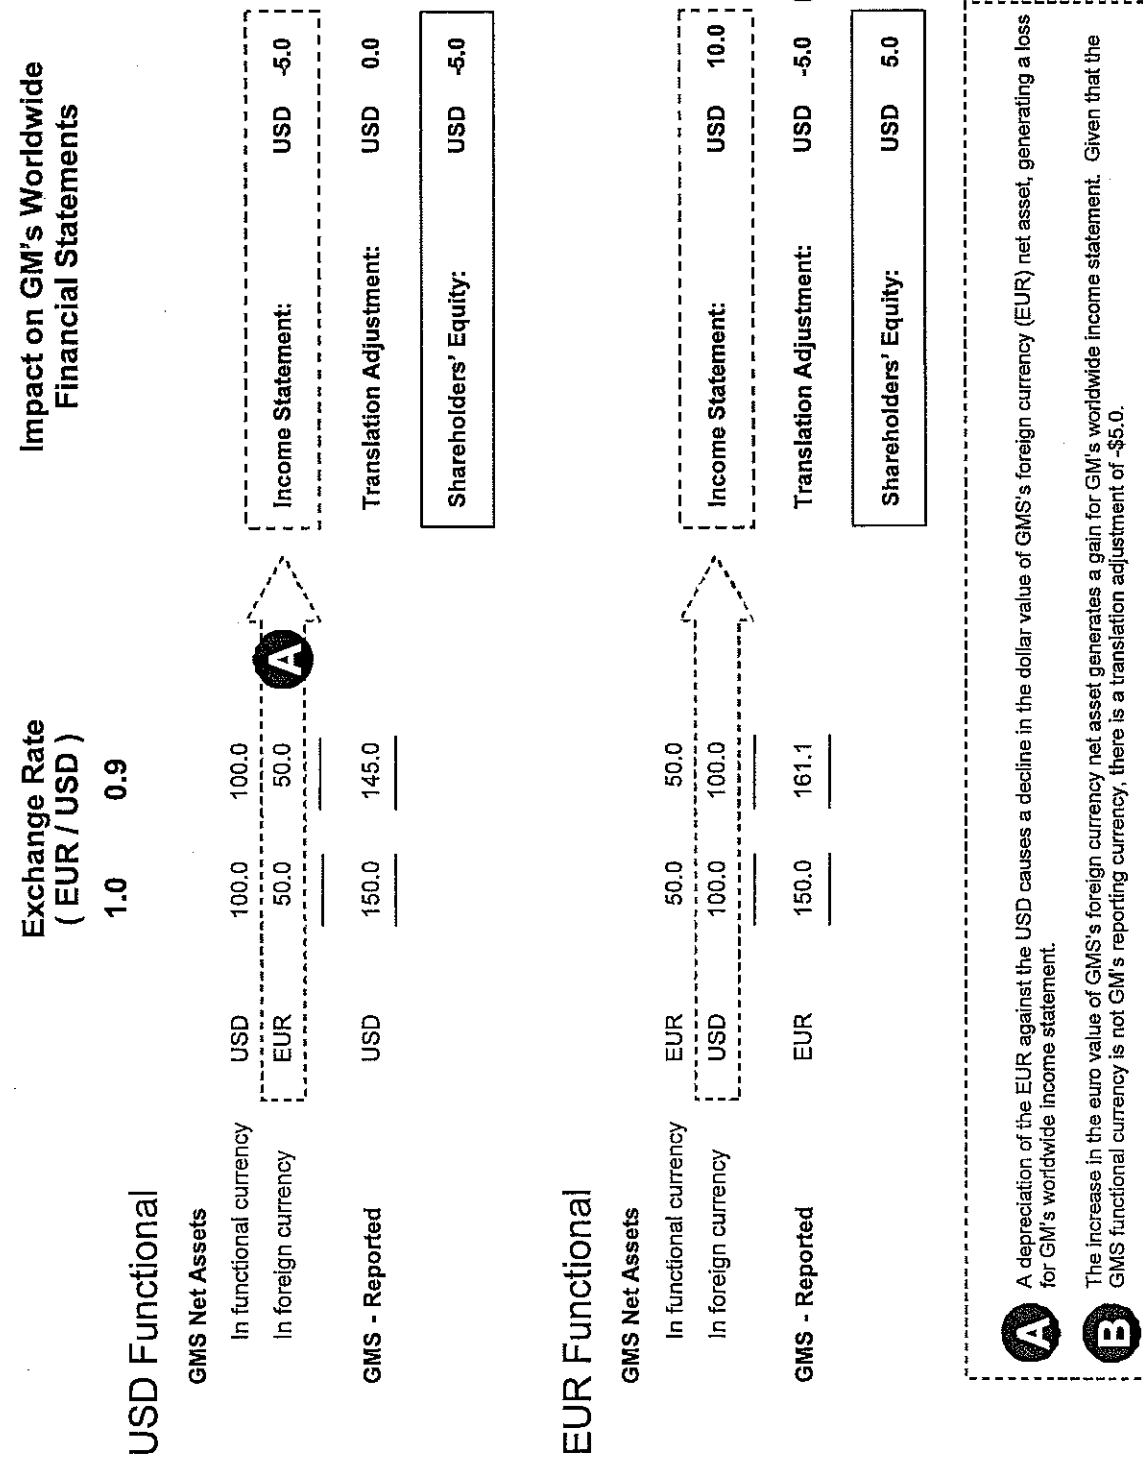 Exchange Rate
( EUR / USD )
Impact on GM's Worldwide
Financial Statements
1.0 0.9
USD Functional
GMS Net Assets
In functional currency USD 100.0 100.0
In foreign currency EUR 50.0 50.0 A Income Statement: USD -5.0
GMS - Reported USD 150.0 145.0 Translation Adjustment: USD 0.0
Shareholders' Equity: USD -5.0
EUR Functional
GMS Net Assets
In functional currency EUR 50.0 50.0
In foreign currency USD 100.0 100.0 Income Statement: USD 10.0
GMS - Reported EUR 150.0 161.1 Translation Adjustment: USD -5.0
Shareholders' Equity: USD 5.0
A A depreciation of the EUR against the USD causes a decline in the dollar value of GMS's foreign currency (EUR) net asset, generating a loss
for GM's worldwide income statement.
B The increase in the euro value of GMS's foreign currency net asset generates a gain for GM's worldwide income statement. Given that the
GMS functional currency is not GM's reporting currency, there is a translation adjustment of -$5.0.